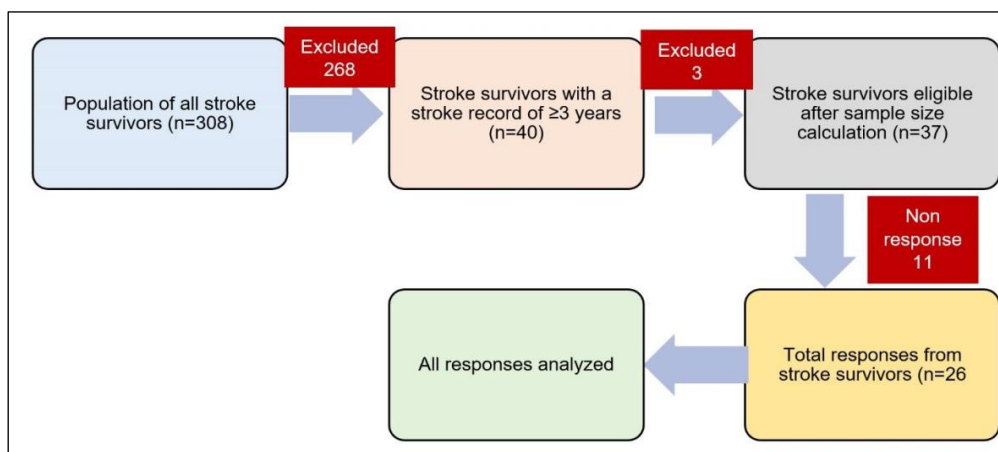 Population of all stroke
survivors (n=308)
Excluded
268
Stroke survivors with a
stroke record of ≥3 years
(n=40)
Excluded
3
Stroke survivors eligible
after sample size
calculation (n=37)
Non
response
11
Total responses from
stroke survivors (n=26
All responses analyzed